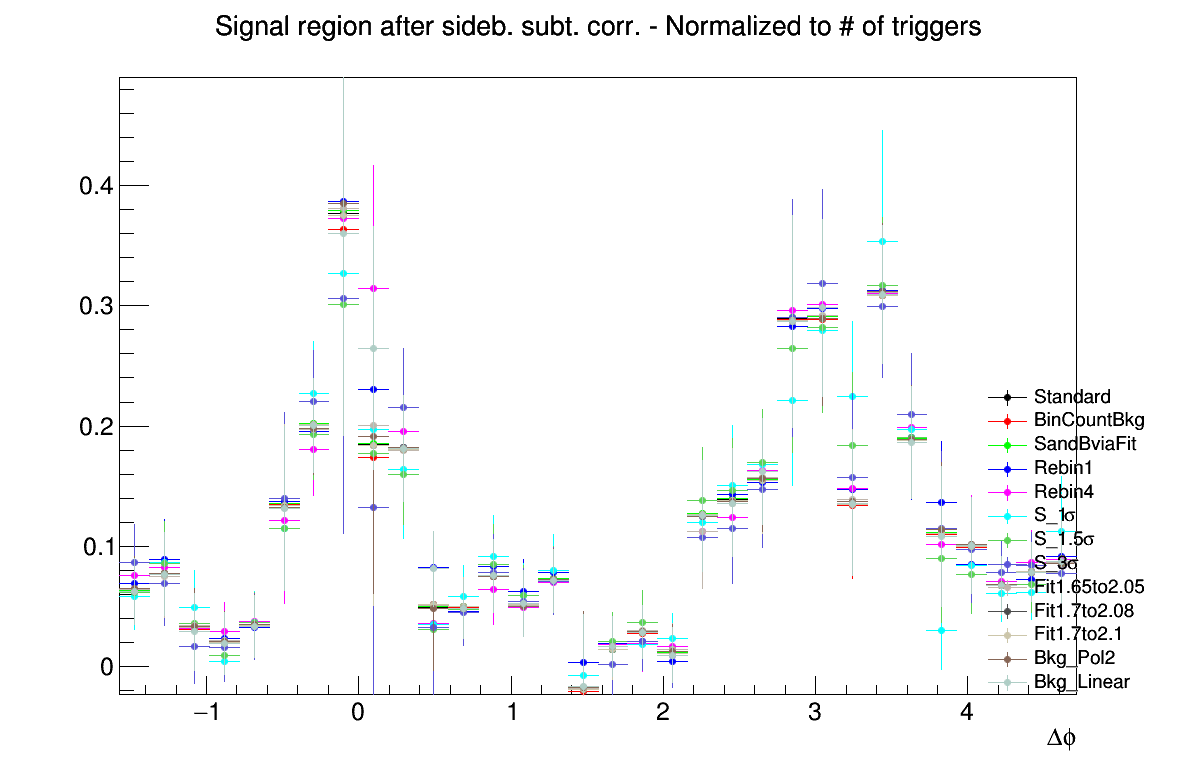 Signal region after sideb. subt. corr. - Normalized to # of triggers
0.4
0.3
0.2
0.1
0
−1
0
1
2
3
4
Δϕ
Standard
BinCountBkg
SandBviaFit
Rebin1
Rebin4
S_1σ
S_1.5σ
S_3σ
Fit1.65to2.05
Fit1.7to2.08
Fit1.7to2.1
Bkg_Pol2
Bkg_Linear